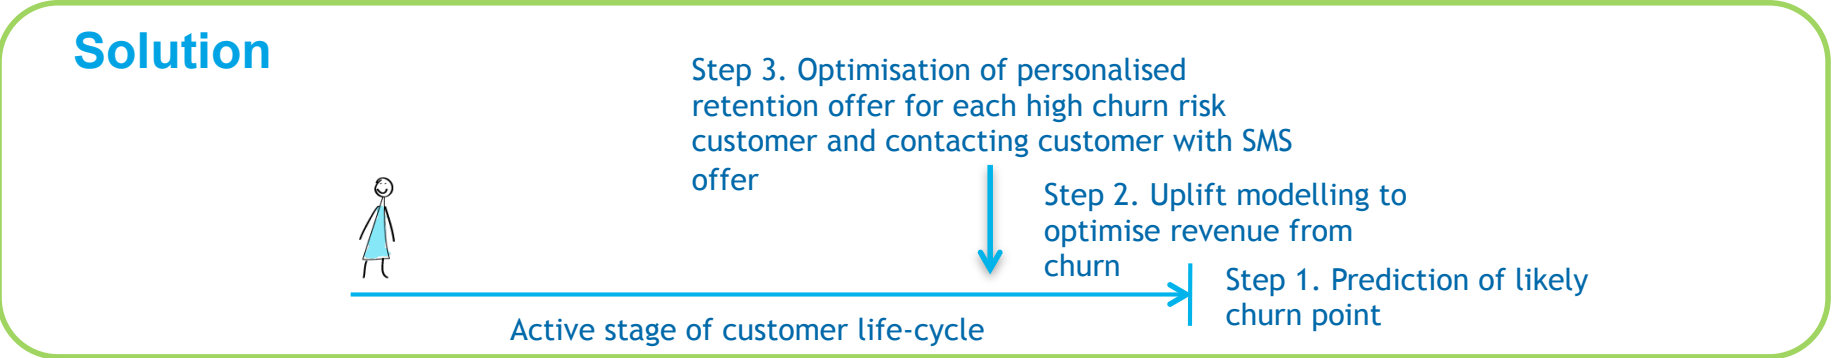 Solution
Step 3. Optimisation of personalised
retention offer for each high churn risk
customer and contacting customer with SMS
offer
Step 2. Uplift modelling to
optimise revenue from
churn
Step 1. Prediction of likely
churn point
Active stage of customer life-cycle